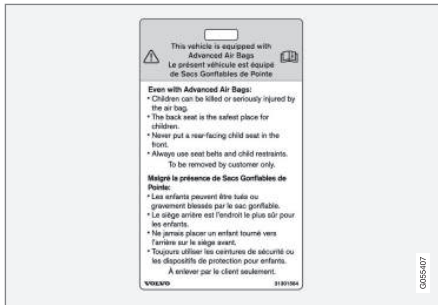 This vehicle is equipped with
Advanced Air Bags
Le présent véhicule est équipé
de Sacs Gonflables de Pointe
Even with Advanced Air Bags:
• Children can be killed or seriously injured by
the air bag.
• The back seat is the safest place for
children.
• Never put a rear-facing child seat in the
front.
• Always use seat belts and child restraints.
To be removed by customer only.
Malgré la présence de Sacs Gonflables de
Pointe:
• Les enfants peuvent être tués ou
gravement blessés par le sac gonflable.
• Le siège arrière est l'endroit le plus sûr pour
les enfants.
• Ne jamais placer un enfant tourné vers
l'arrière sur le siège avant.
• Toujours utiliser les ceintures de sécurité ou
les dispositifs de protection pour enfants.
À enlever par le client seulement.
VOLVO 31301564
G055407